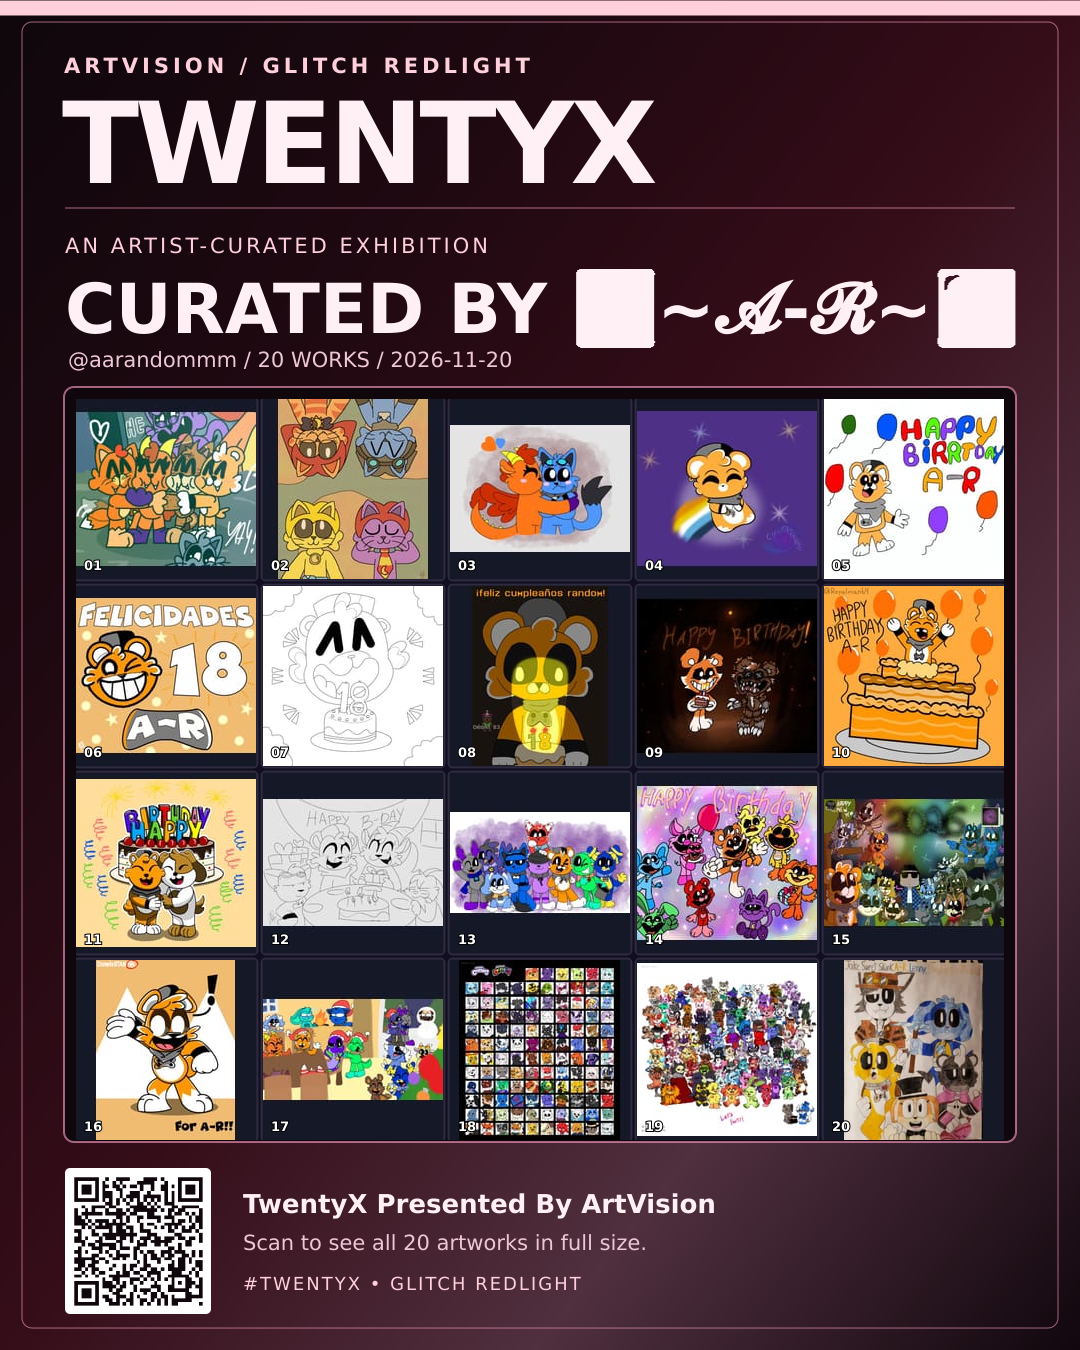 ARTVISION / GLITCH REDLIGHT
TWENTYX
AN ARTIST-CURATED EXHIBITION
CURATED BY ~𝓐-𝓡~
@aarandommm / 20 WORKS / 2026-11-20
01
02
03
04
HAPPY
BIRRTDAY
A-R
05
FELICIDADES
18
A-R
06
18
07
¡feliz cumpleaños random!
18
08
HAPPY BIRTHDAY!
09
HAPPY
BIRTHDAY
A-R
10
BIRTHDAY
HAPPY
11
HAPPY B-DAY
12
13
HAPPY Birthday
14
15
For A-R!!
16
17
18
19
20
TwentyX Presented By ArtVision
Scan to see all 20 artworks in full size.
#TWENTYX • GLITCH REDLIGHT